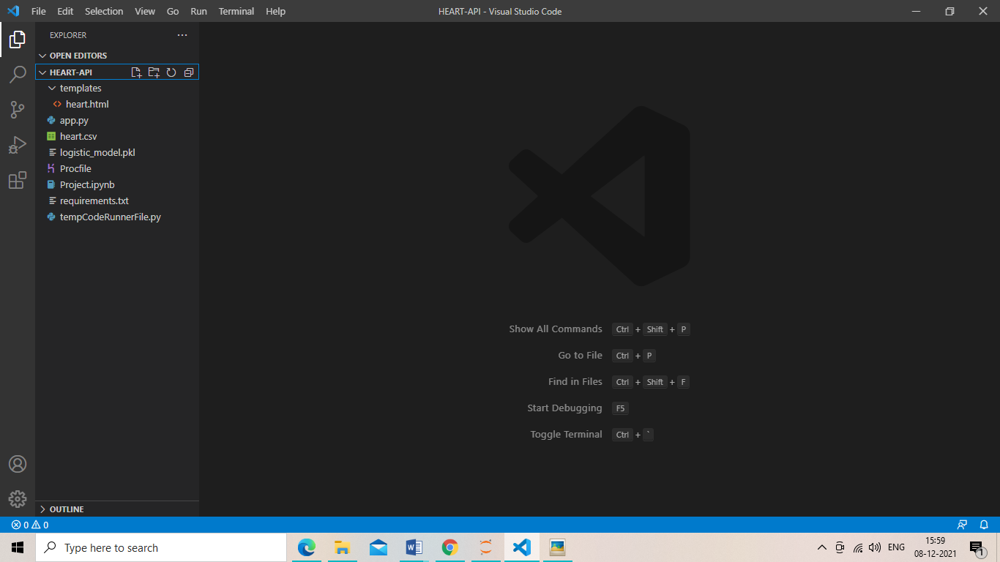 File Edit Selection View Go Run Terminal Help
HEART-API - Visual Studio Code
EXPLORER
OPEN EDITORS
HEART-API
templates
heart.html
app.py
heart.csv
logistic_model.pkl
Procfile
Project.ipynb
requirements.txt
tempCodeRunnerFile.py
OUTLINE
Show All Commands Ctrl + Shift + P
Go to File Ctrl + P
Find in Files Ctrl + Shift + F
Start Debugging F5
Toggle Terminal Ctrl + `
0 0
Type here to search
ENG
15:59
08-12-2021
1